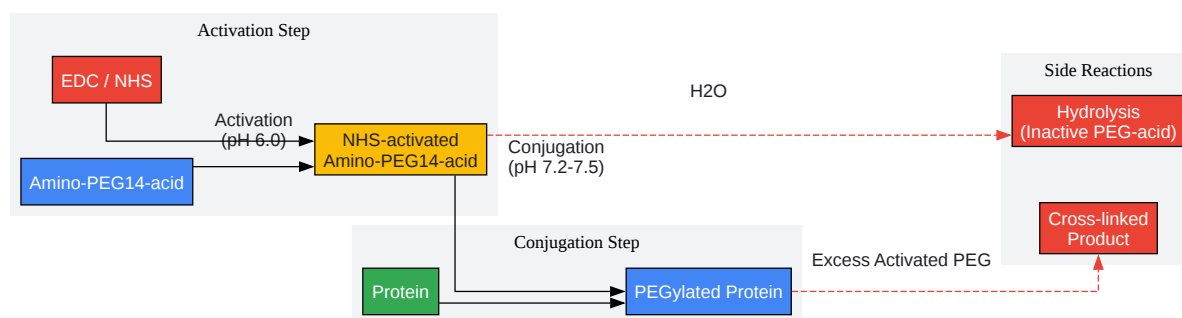 Activation Step
EDC / NHS
Activation
(pH 6.0)
Amino-PEG14-acid
NHS-activated
Amino-PEG14-acid
H2O
Conjugation
(pH 7.2-7.5)
Side Reactions
Hydrolysis
(Inactive PEG-acid)
Cross-linked
Product
Conjugation Step
Protein
PEGylated Protein
Excess Activated PEG